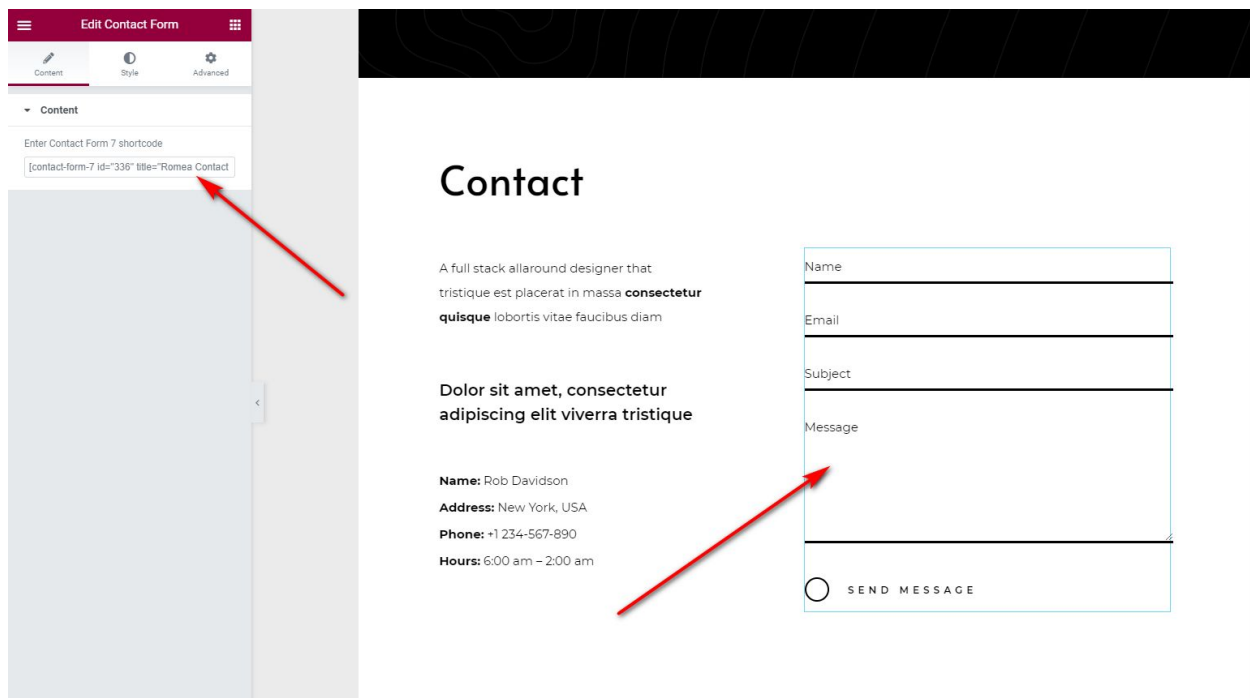 Edit Contact Form
Content
Style
Advanced
Content
Enter Contact Form 7 shortcode
[contact-form-7 id="336" title="Romea Contact
Contact
A full stack allaround designer that
tristique est placerat in massa consectetur
quisque lobortis vitae faucibus diam
Dolor sit amet, consectetur
adipiscing elit viverra tristique
Name: Rob Davidson
Address: New York, USA
Phone: +1 234-567-890
Hours: 6:00 am – 2:00 am
Name
Email
Subject
Message
SEND MESSAGE